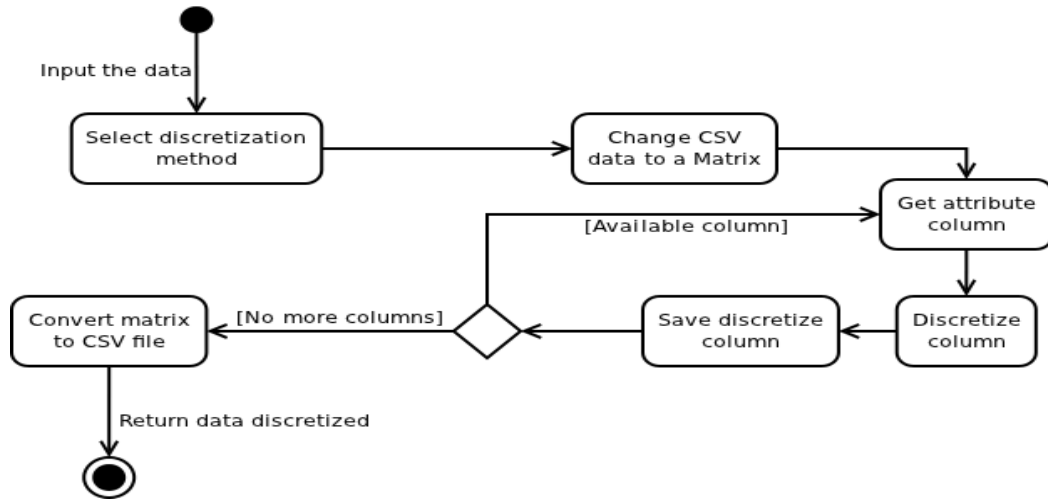 Input the data
Select discretization
method
Change CSV
data to a Matrix
Get attribute
column
[Available column]
Discretize
column
Save discretize
column
[No more columns]
Convert matrix
to CSV file
Return data discretized